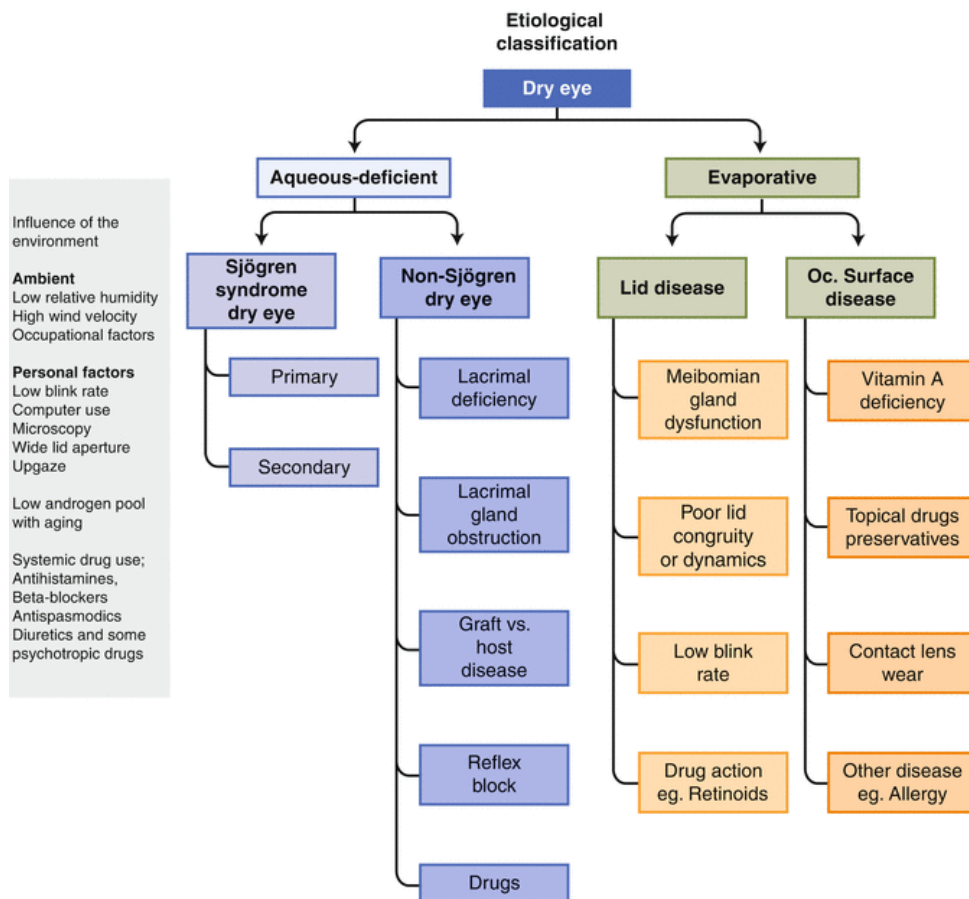 Etiological
classification
Dry eye
Aqueous-deficient
Evaporative
Influence of the
environment
Ambient
Low relative humidity
High wind velocity
Occupational factors
Personal factors
Low blink rate
Computer use
Microscopy
Wide lid aperture
Upgaze
Low androgen pool
with aging
Systemic drug use;
Antihistamines,
Beta-blockers
Antispasmodics
Diuretics and some
psychotropic drugs
Sjögren
syndrome
dry eye
Primary
Secondary
Non-Sjögren
dry eye
Lacrimal
deficiency
Lacrimal
gland
obstruction
Graft vs.
host
disease
Reflex
block
Drugs
Lid disease
Meibomian
gland
dysfunction
Poor lid
congruity
or dynamics
Low blink
rate
Drug action
eg. Retinoids
Oc. Surface
disease
Vitamin A
deficiency
Topical drugs
preservatives
Contact lens
wear
Other disease
eg. Allergy